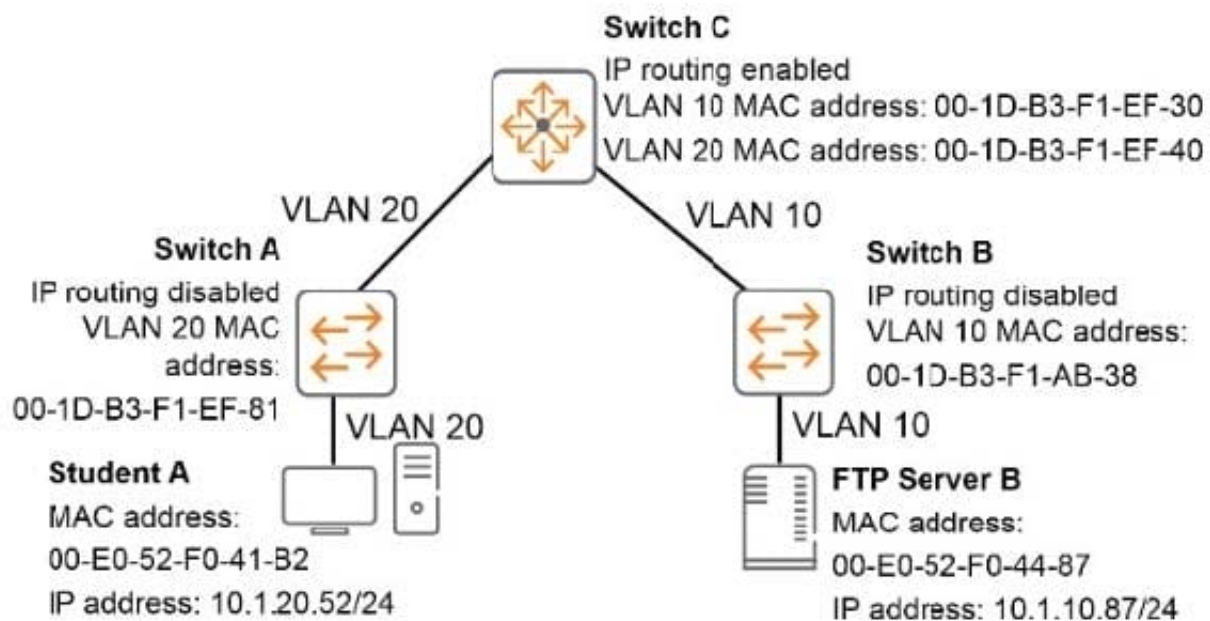 Switch C
IP routing enabled
VLAN 10 MAC address: 00-1D-B3-F1-EF-30
VLAN 20 MAC address: 00-1D-B3-F1-EF-40
VLAN 20
VLAN 10
Switch A
IP routing disabled
VLAN 20 MAC
address:
00-1D-B3-F1-EF-81
Switch B
IP routing disabled
VLAN 10 MAC address:
00-1D-B3-F1-AB-38
VLAN 20
VLAN 10
Student A
MAC address:
00-E0-52-F0-41-B2
IP address: 10.1.20.52/24
FTP Server B
MAC address:
00-E0-52-F0-44-87
IP address: 10.1.10.87/24